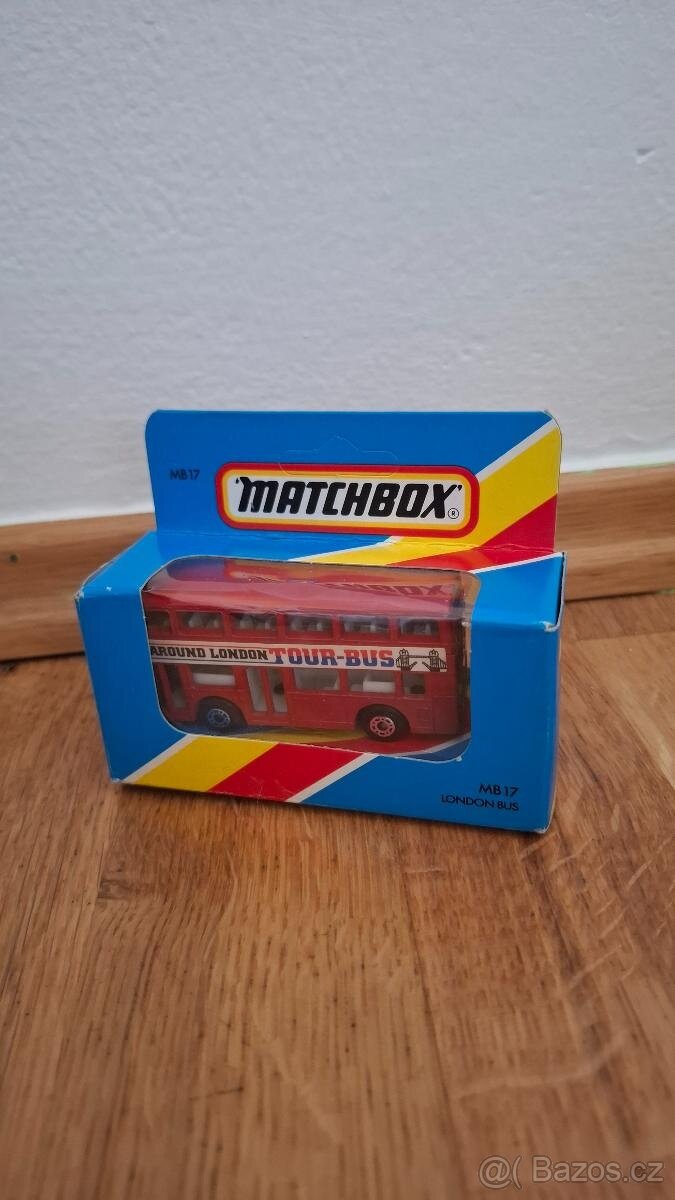 MB17
"MATCHBOX" ®
AROUND LONDON TOUR-BUS
MB17
LONDON BUS
@( Bazos.cz